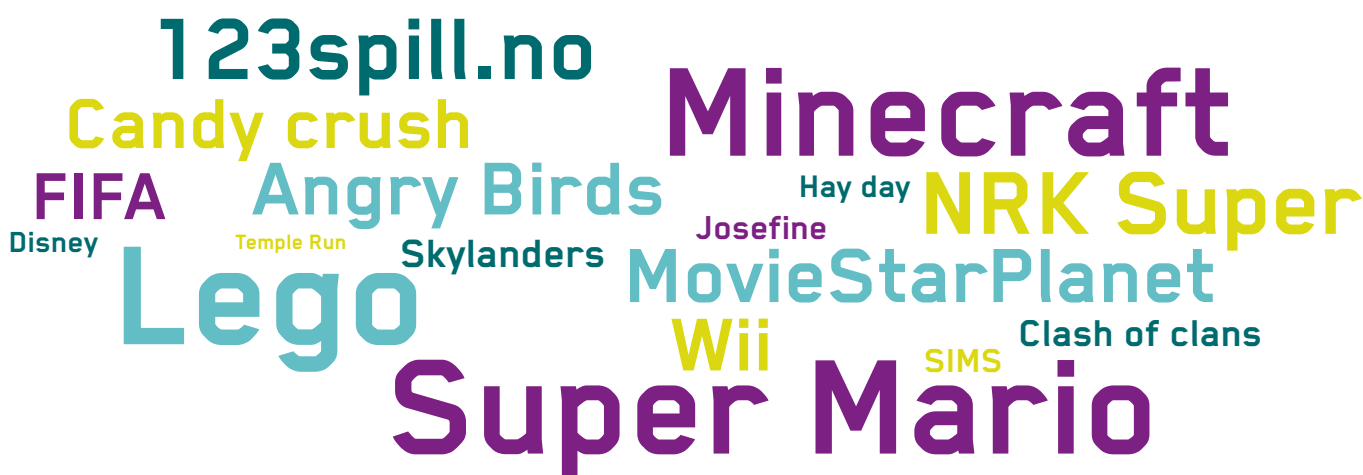 123spill.no
Minecraft
Candy crush
FIFA
Angry Birds
Hay day
NRK Super
Josefine
Disney
Temple Run
Skylanders
Lego
MovieStarPlanet
Wii
Clash of clans
SIMS
Super Mario